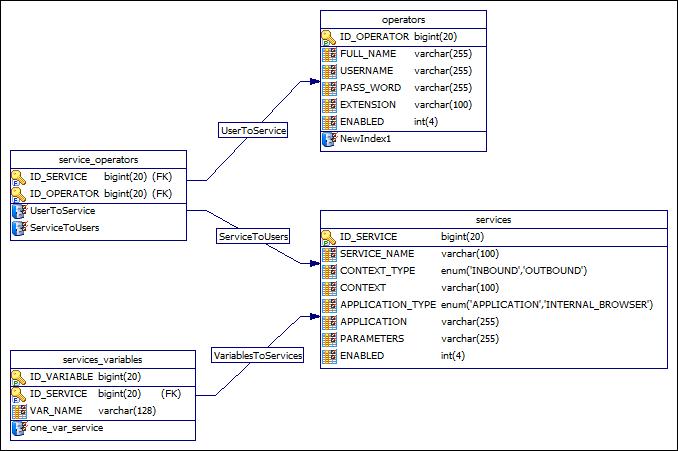 operators
ID_OPERATOR bigint(20)
FULL_NAME varchar(255)
USERNAME varchar(255)
PASS_WORD varchar(255)
EXTENSION varchar(100)
ENABLED int(4)
NewIndex1
UserToService
service_operators
ID_SERVICE bigint(20) (FK)
ID_OPERATOR bigint(20) (FK)
UserToService
ServiceToUsers
ServiceToUsers
services
ID_SERVICE bigint(20)
SERVICE_NAME varchar(100)
CONTEXT_TYPE enum('INBOUND','OUTBOUND')
CONTEXT varchar(100)
APPLICATION_TYPE enum('APPLICATION','INTERNAL_BROWSER')
APPLICATION varchar(255)
PARAMETERS varchar(255)
ENABLED int(4)
VariablesToServices
services_variables
ID_VARIABLE bigint(20)
ID_SERVICE bigint(20) (FK)
VAR_NAME varchar(128)
one_var_service